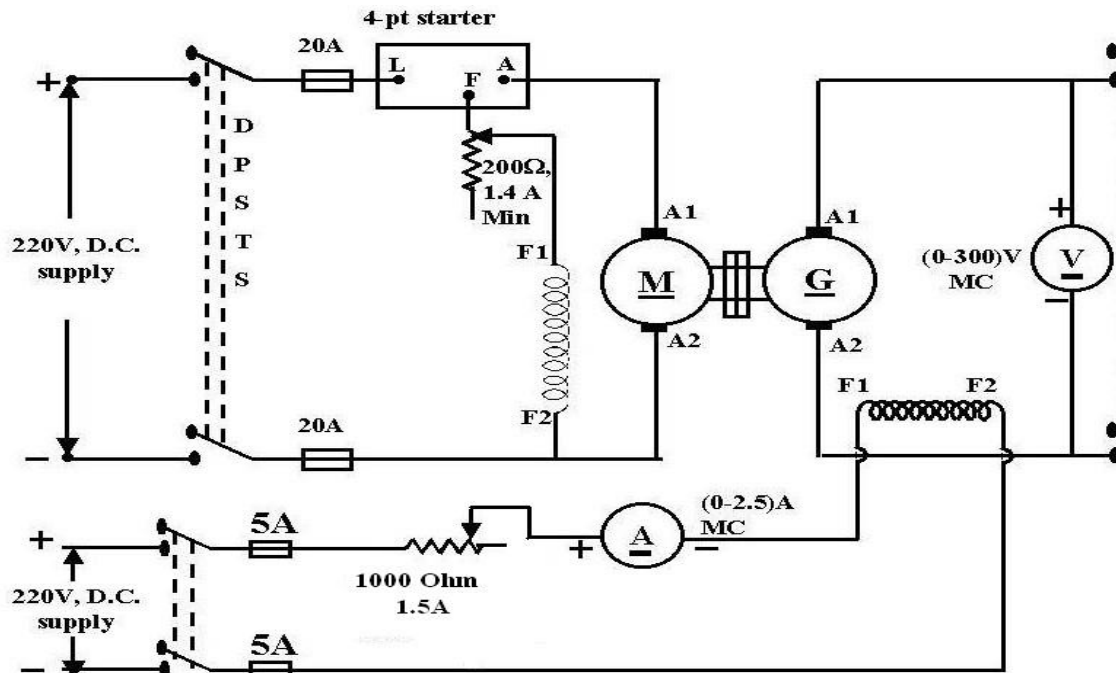 4-pt starter
20A
L
A
F
+
D
P
S
T
S
200Ω,
1.4 A
Min
220V, D.C.
supply
F1
F2
A1
M
A2
A1
G
A2
+
(0-300)V
MC
V
−
F1
F2
20A
−
(0-2.5)A
MC
+
5A
+
A
−
1000 Ohm
1.5A
220V, D.C.
supply
−
5A